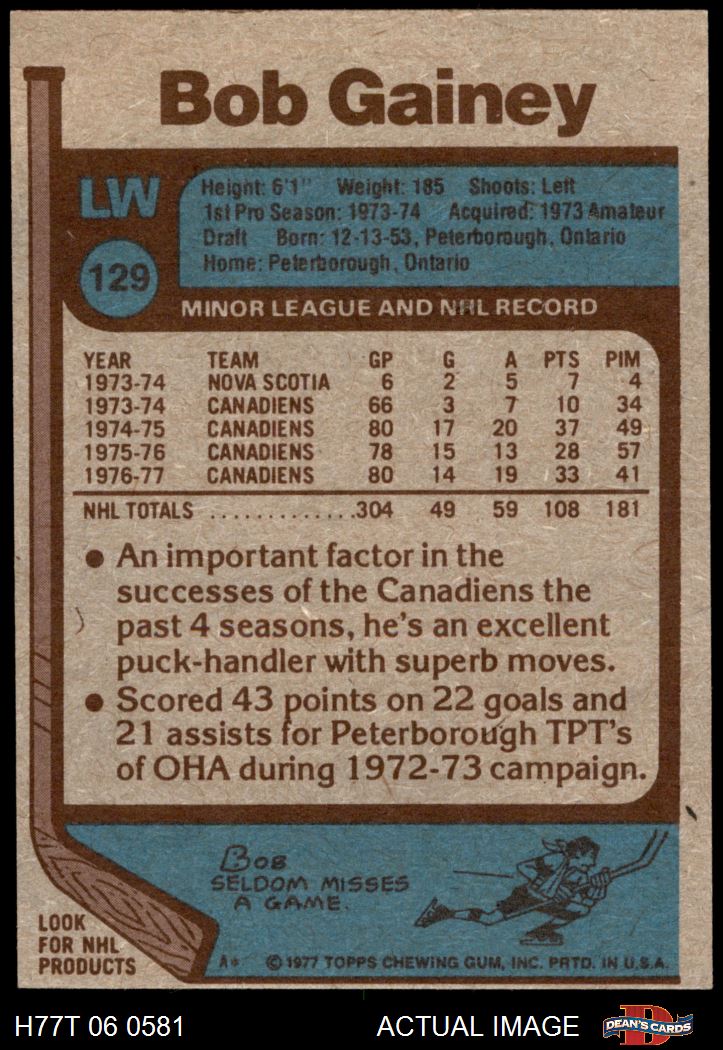 Bob Gainey
LW
129
Height: 6'1" Weight: 185 Shoots: Left
1st Pro Season: 1973-74 Acquired: 1973 Amateur
Draft Born: 12-13-53, Peterborough, Ontario
Home: Peterborough, Ontario
MINOR LEAGUE AND NHL RECORD
YEAR TEAM GP G A PTS PIM
1973-74 NOVA SCOTIA 6 2 5 7 4
1973-74 CANADIENS 66 3 7 10 34
1974-75 CANADIENS 80 17 20 37 49
1975-76 CANADIENS 78 15 13 28 57
1976-77 CANADIENS 80 14 19 33 41
NHL TOTALS .............304 49 59 108 181
● An important factor in the
successes of the Canadiens the
past 4 seasons, he's an excellent
puck-handler with superb moves.
● Scored 43 points on 22 goals and
21 assists for Peterborough TPT's
of OHA during 1972-73 campaign.
BOB
SELDOM MISSES
A GAME.
LOOK
FOR NHL
PRODUCTS
A* © 1977 TOPPS CHEWING GUM, INC. PRTD. IN U.S.A.
H77T 06 0581 ACTUAL IMAGE D DEAN'S CARDS